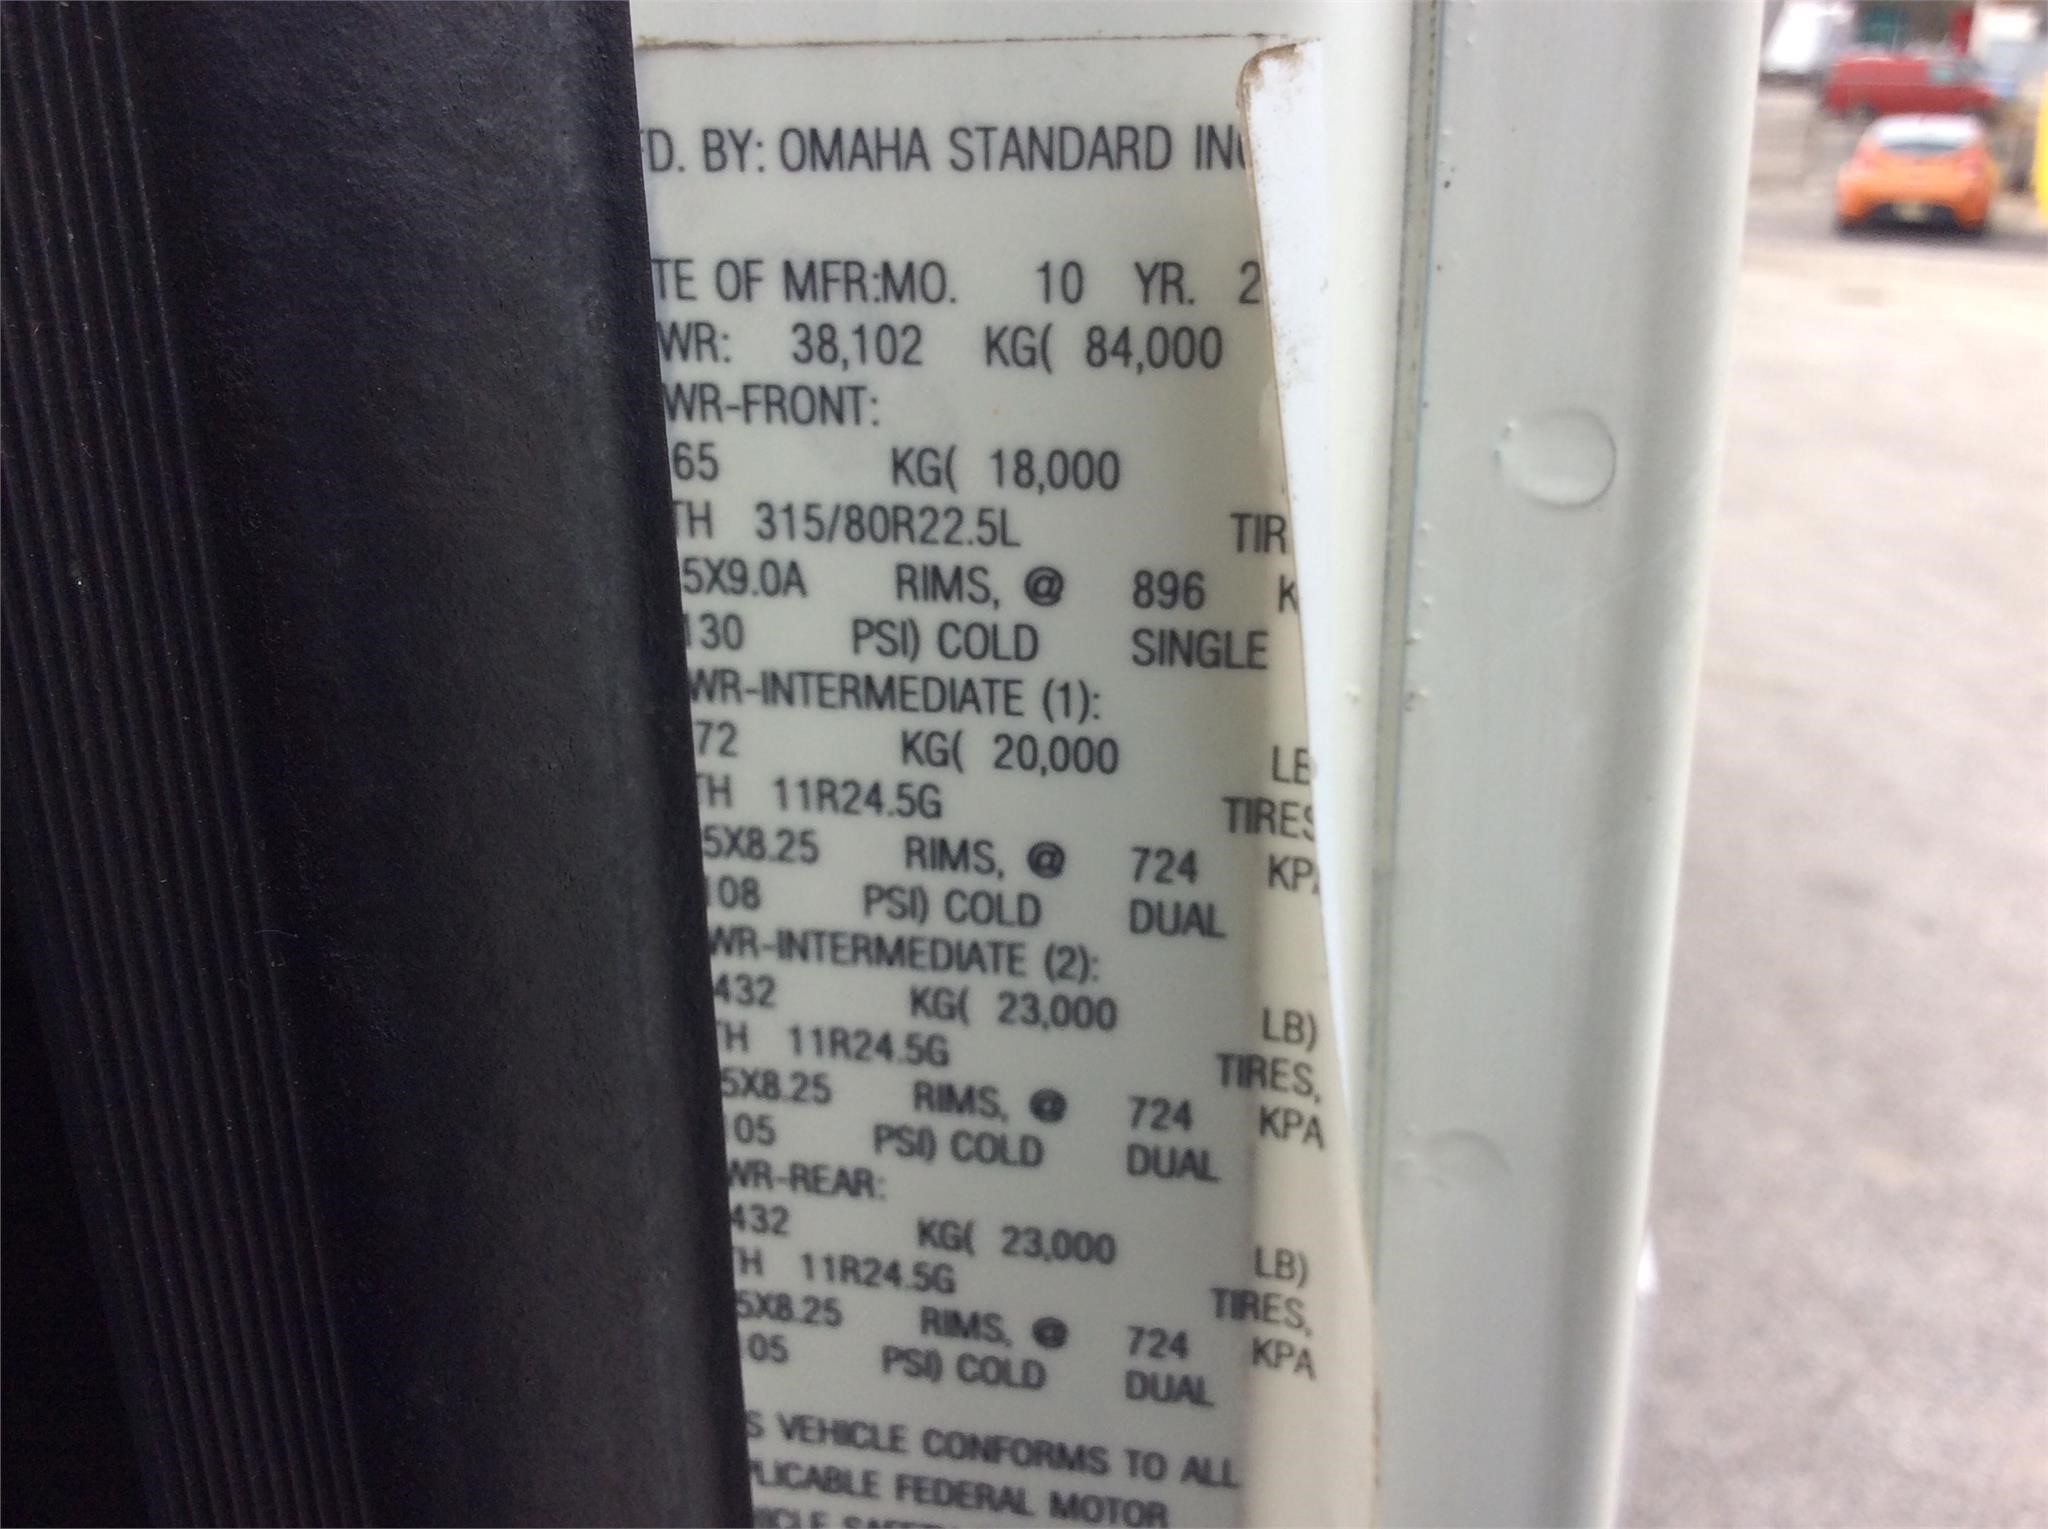 FD. BY: OMAHA STANDARD INC
TE OF MFR:MO. 10 YR. 2
WR: 38,102 KG( 84,000
WR-FRONT:
65 KG( 18,000
TH 315/80R22.5L TIR
5X9.0A RIMS, @ 896 K
130 PSI) COLD SINGLE
WR-INTERMEDIATE (1):
72 KG( 20,000 LB
TH 11R24.5G TIRES
5X8.25 RIMS, @ 724 KPA
108 PSI) COLD DUAL
WR-INTERMEDIATE (2):
432 KG( 23,000 LB)
TH 11R24.5G TIRES,
5X8.25 RIMS, @ 724 KPA
05 PSI) COLD DUAL
WR-REAR:
432 KG( 23,000 LB)
TH 11R24.5G TIRES,
5X8.25 RIMS, @ 724 KPA
05 PSI) COLD DUAL
S VEHICLE CONFORMS TO ALL
PLICABLE FEDERAL MOTOR